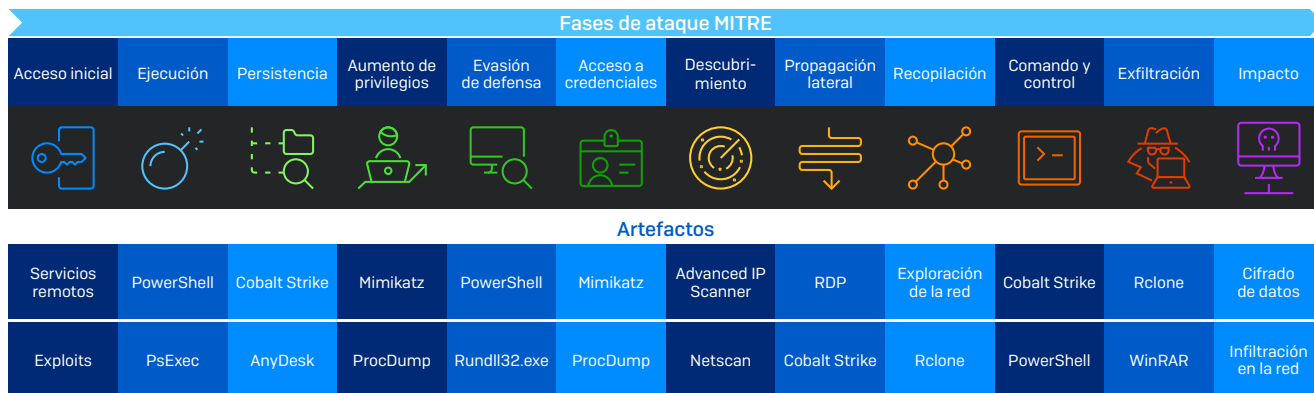 Fases de ataque MITRE
Acceso inicial
Ejecución
Persistencia
Aumento de
privilegios
Evasión
de defensa
Acceso a
credenciales
Descubri-
miento
Propagación
lateral
Recopilación
Comando y
control
Exfiltración
Impacto
Artefactos
Servicios
remotos
PowerShell
Cobalt Strike
Mimikatz
PowerShell
Mimikatz
Advanced IP
Scanner
RDP
Exploración
de la red
Cobalt Strike
Rclone
Cifrado
de datos
Exploits
PsExec
AnyDesk
ProcDump
Rundll32.exe
ProcDump
Netscan
Cobalt Strike
Rclone
PowerShell
WinRAR
Infiltración
en la red